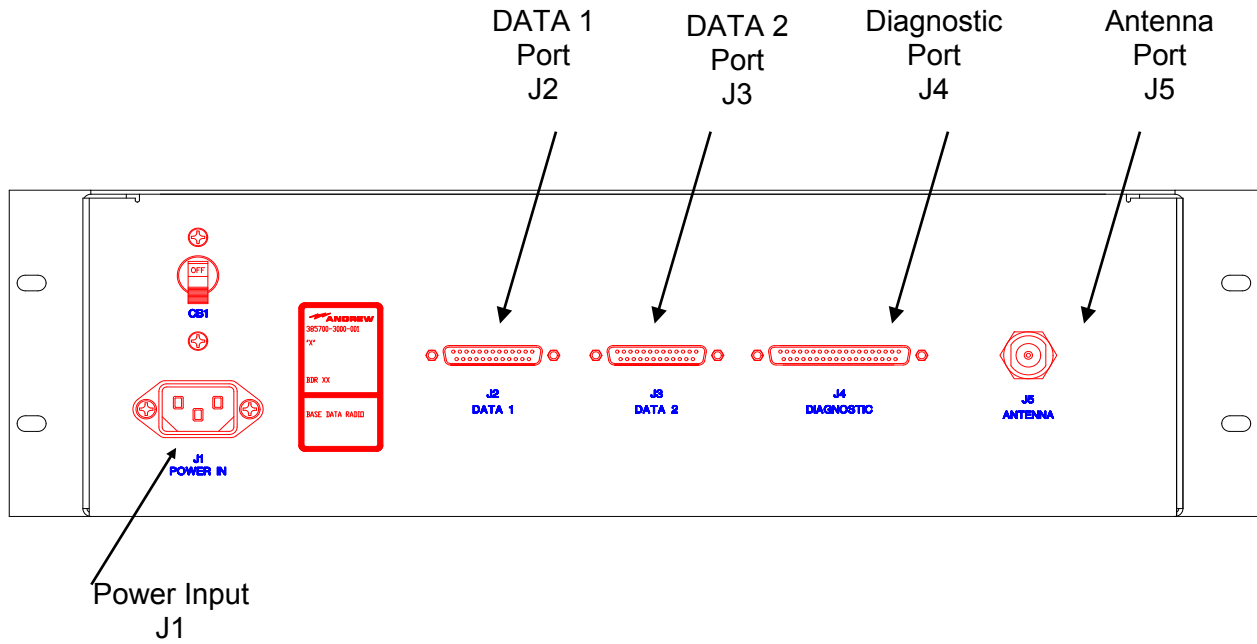 DATA 1
Port
J2
DATA 2
Port
J3
Diagnostic
Port
J4
Antenna
Port
J5
OFF
CB1
ANDREW
385700-3000-001
"X"
BDR XX
BASE DATA RADIO
J1
POWER IN
J2
DATA 1
J3
DATA 2
J4
DIAGNOSTIC
J5
ANTENNA
Power Input
J1